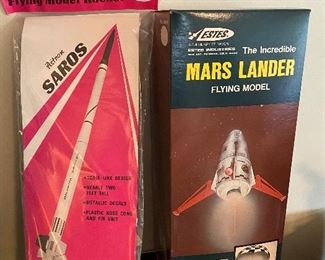 Flying Model Rocket
SAROS
•SCALE-LIKE DESIGN
•NEARLY TWO
FEET TALL
•METALLIC DECALS
•PLASTIC NOSE CONE
AND FIN UNIT
ESTES
ESTES INDUSTRIES
The Incredible
MARS LANDER
FLYING MODEL